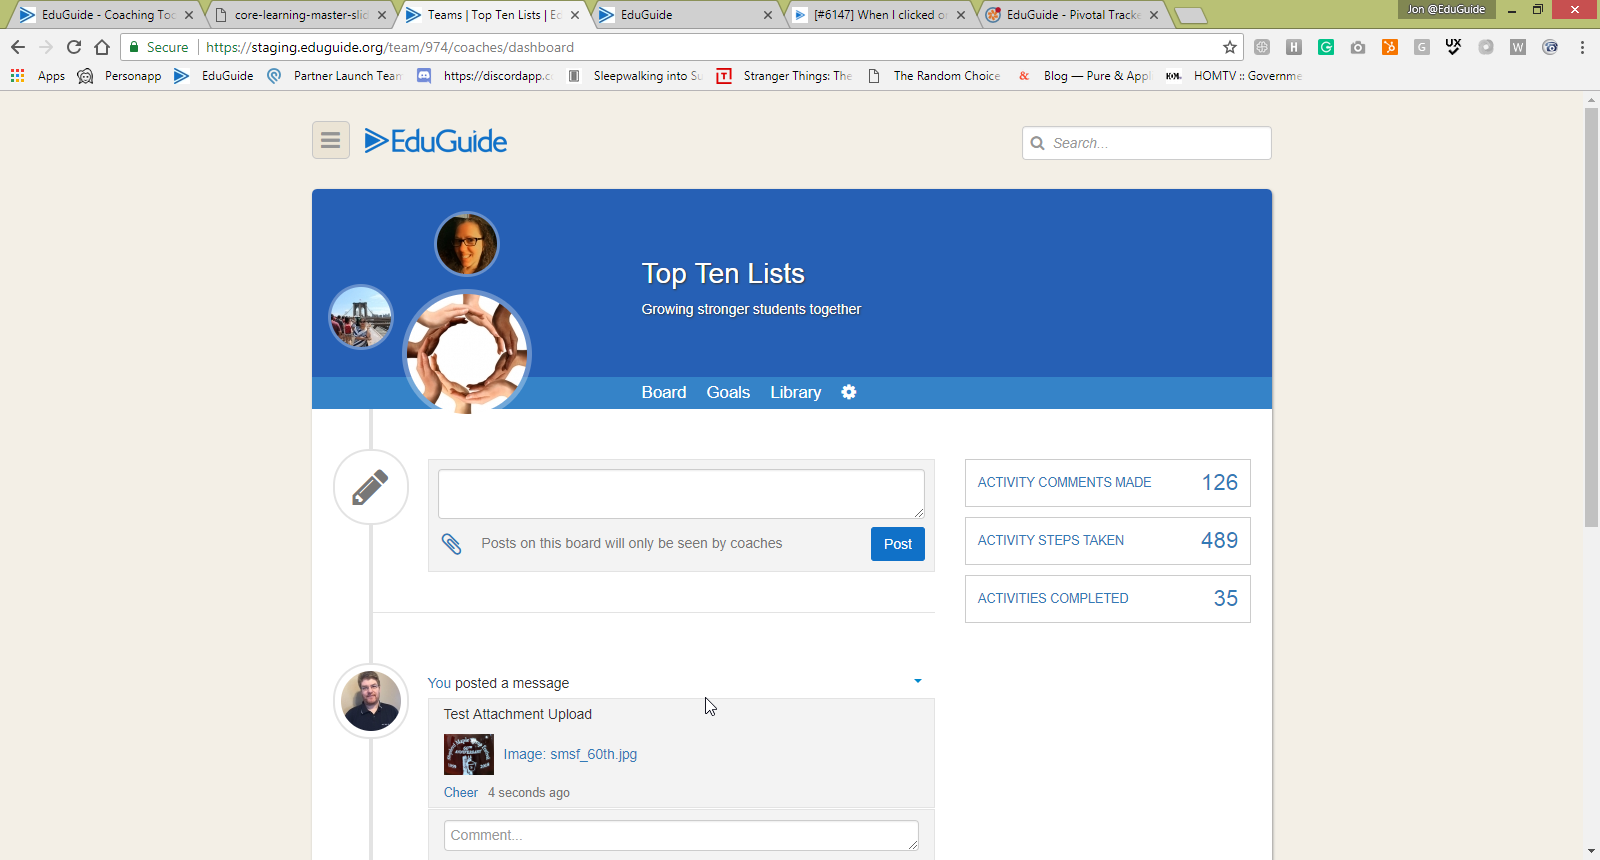 EduGuide - Coaching Too
core-learning-master-slid
Teams | Top Ten Lists | Ed
EduGuide
[#6147] When I clicked o
EduGuide - Pivotal Tracke
Jon @EduGuide
Secure
https://staging.eduguide.org/team/974/coaches/dashboard
Apps
Personapp
EduGuide
Partner Launch Team
https://discordapp.c
Sleepwalking into Su
Stranger Things: The
The Random Choice
Blog — Pure & Appl
HOMTV :: Governme
EduGuide
Search...
Top Ten Lists
Growing stronger students together
Board Goals Library
Posts on this board will only be seen by coaches
Post
ACTIVITY COMMENTS MADE 126
ACTIVITY STEPS TAKEN 489
ACTIVITIES COMPLETED 35
You posted a message
Test Attachment Upload
Image: smsf_60th.jpg
Cheer 4 seconds ago
Comment...